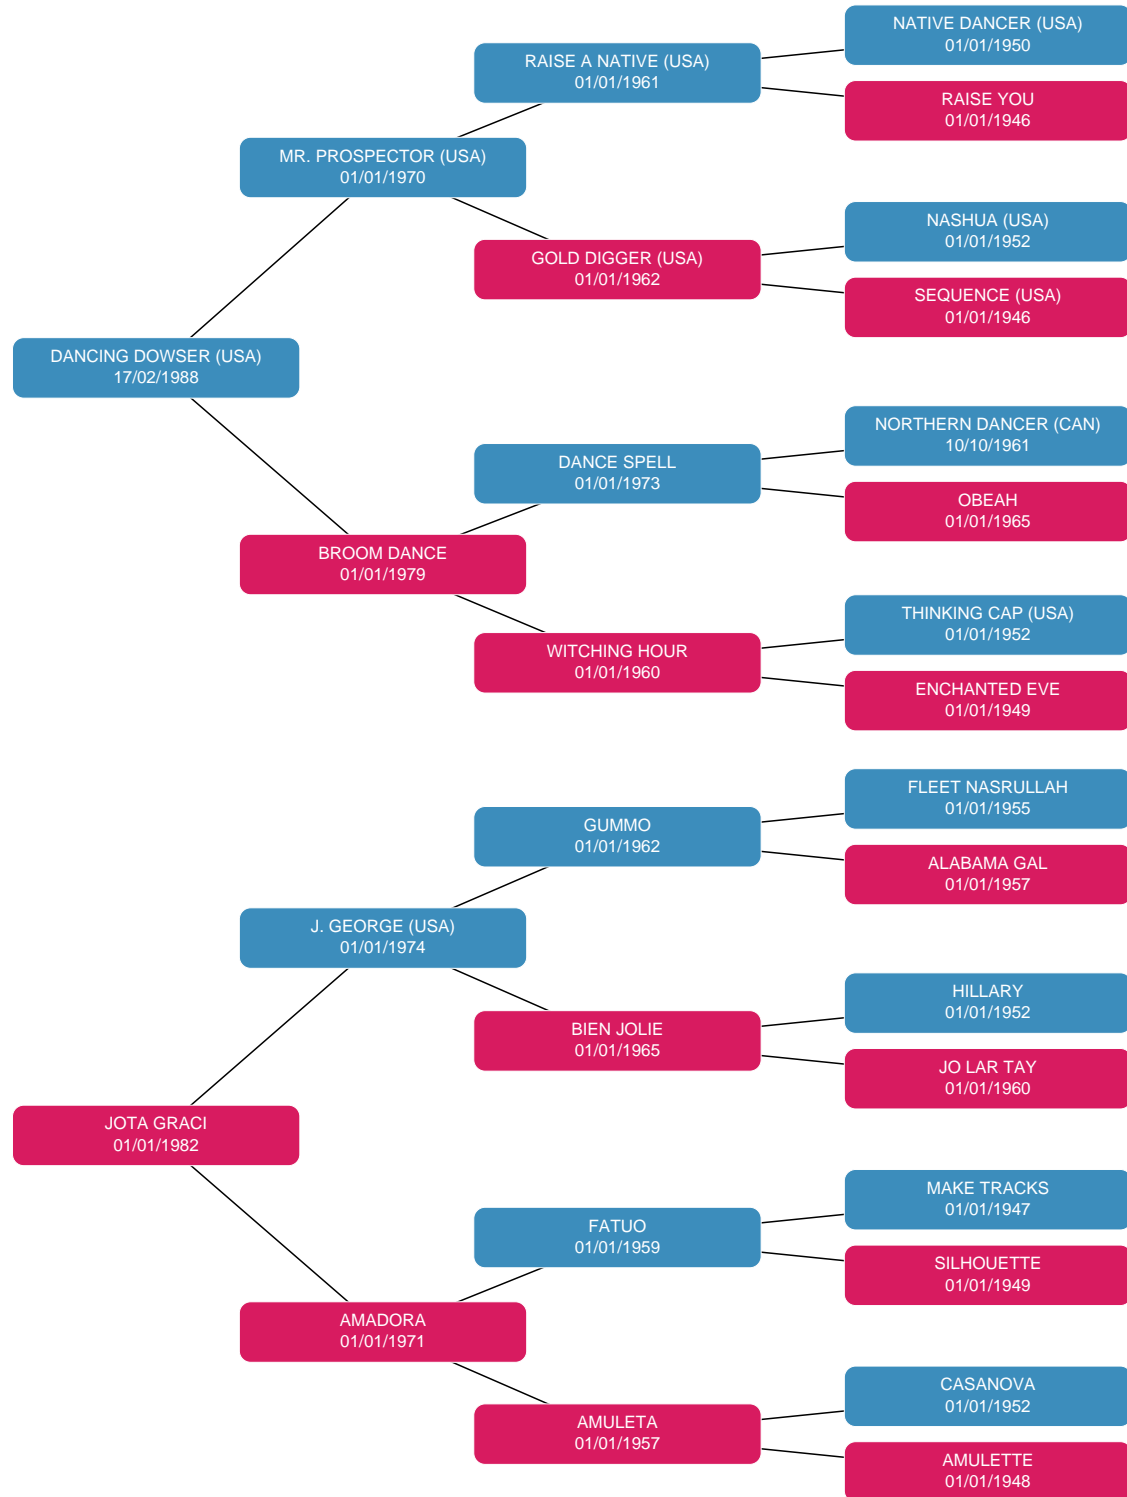 NATIVE DANCER (USA)
01/01/1950
RAISE A NATIVE (USA)
01/01/1961
RAISE YOU
01/01/1946
MR. PROSPECTOR (USA)
01/01/1970
NASHUA (USA)
01/01/1952
GOLD DIGGER (USA)
01/01/1962
SEQUENCE (USA)
01/01/1946
DANCING DOWSER (USA)
17/02/1988
NORTHERN DANCER (CAN)
10/10/1961
DANCE SPELL
01/01/1973
OBEAH
01/01/1965
BROOM DANCE
01/01/1979
THINKING CAP (USA)
01/01/1952
WITCHING HOUR
01/01/1960
ENCHANTED EVE
01/01/1949
FLEET NASRULLAH
01/01/1955
GUMMO
01/01/1962
ALABAMA GAL
01/01/1957
J. GEORGE (USA)
01/01/1974
HILLARY
01/01/1952
BIEN JOLIE
01/01/1965
JO LAR TAY
01/01/1960
JOTA GRACI
01/01/1982
MAKE TRACKS
01/01/1947
FATUO
01/01/1959
SILHOUETTE
01/01/1949
AMADORA
01/01/1971
CASANOVA
01/01/1952
AMULETA
01/01/1957
AMULETTE
01/01/1948